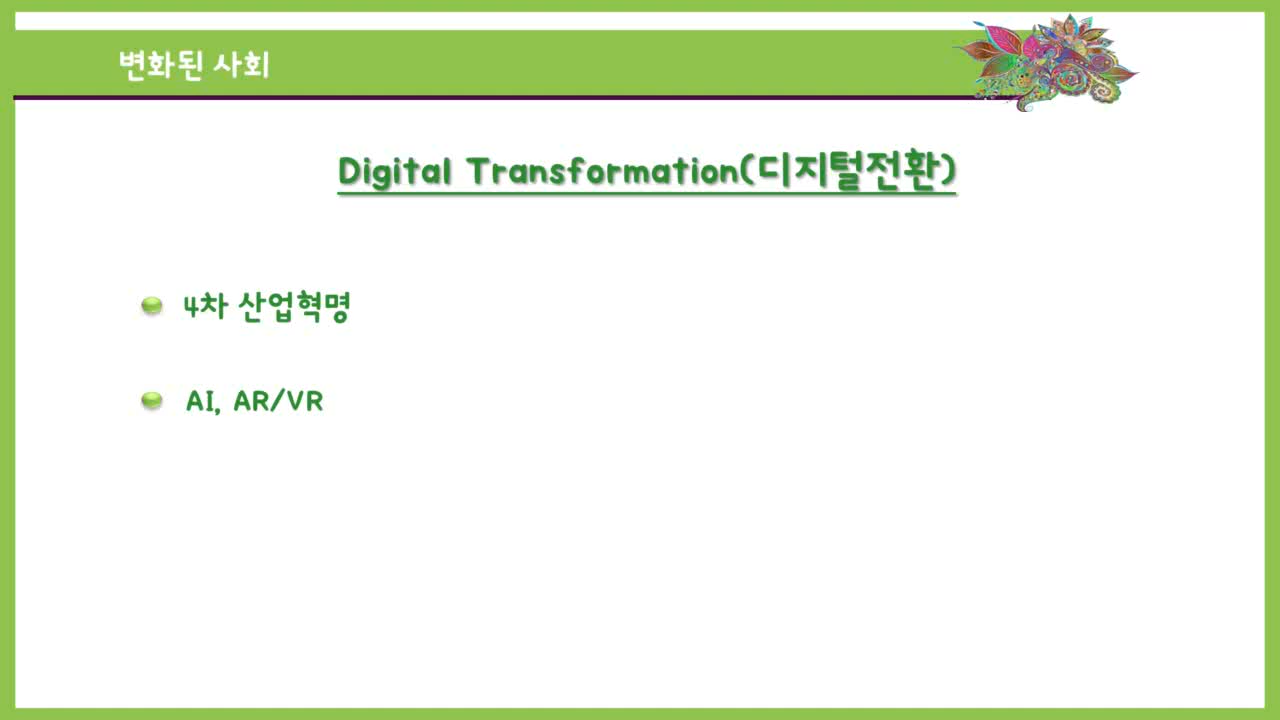 변화된 사회
Digital Transformation(디지털전환)
4차 산업혁명
AI, AR/VR